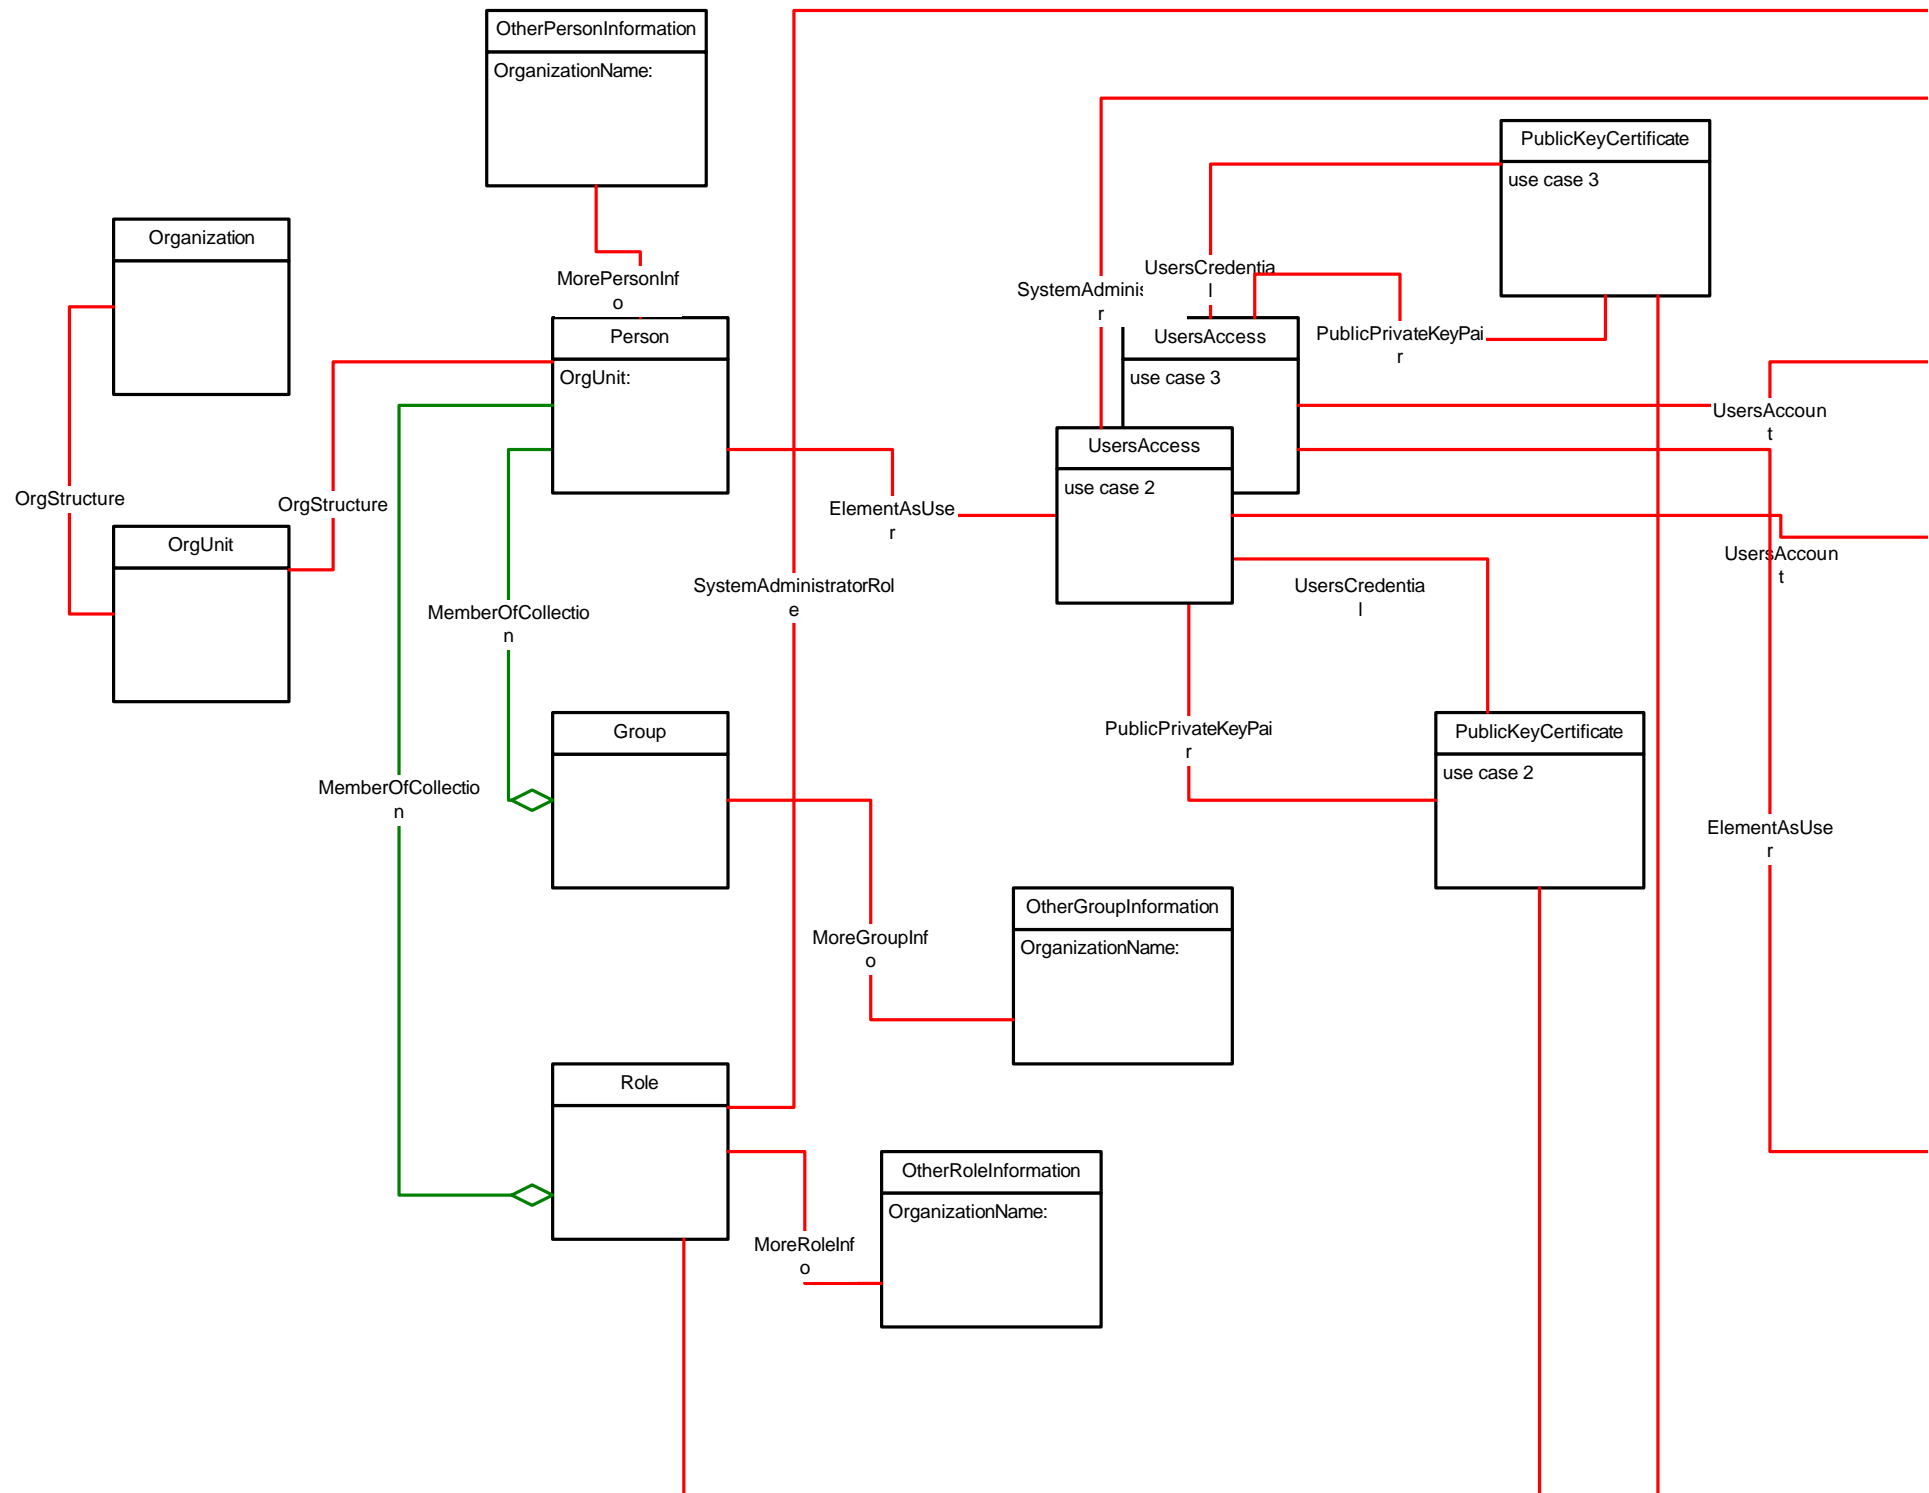 OtherPersonInformation
OrganizationName:
PublicKeyCertificate
use case 3
Organization
MorePersonInf
o
UsersCredentia
l
SystemAdminis
r
Person
OrgUnit:
UsersAccess
use case 3
PublicPrivateKeyPai
r
UsersAccoun
t
UsersAccess
use case 2
OrgStructure
OrgStructure
ElementAsUse
r
OrgUnit
UsersAccoun
t
SystemAdministratorRol
e
UsersCredentia
l
MemberOfCollectio
n
Group
PublicPrivateKeyPai
r
PublicKeyCertificate
use case 2
MemberOfCollectio
n
ElementAsUse
r
MoreGroupInf
o
OtherGroupInformation
OrganizationName:
Role
OtherRoleInformation
OrganizationName:
MoreRoleInf
o